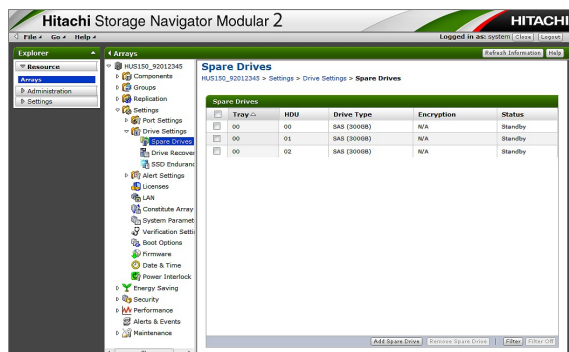 Hitachi Storage Navigator Modular 2
HITACHI
File Go Help
Logged in as: system Close Logout
Explorer
Arrays
Refresh Information Help
Resource
Arrays
Administration
Settings
HUS150_92012345
Components
Groups
Replication
Settings
Port Settings
Drive Settings
Spare Drives
Drive Recover
SSD Enduranc
Alert Settings
Licenses
LAN
Constitute Array
System Paramet
Verification Settin
Boot Options
Firmware
Date & Time
Power Interlock
Energy Saving
Security
Performance
Alerts & Events
Maintenance
Spare Drives
HUS150_92012345 > Settings > Drive Settings > Spare Drives
Spare Drives
Tray HDU Drive Type Encryption Status
00 00 SAS (300GB) N/A Standby
00 01 SAS (300GB) N/A Standby
00 02 SAS (300GB) N/A Standby
Add Spare Drive Remove Spare Drive | Filter Filter Off